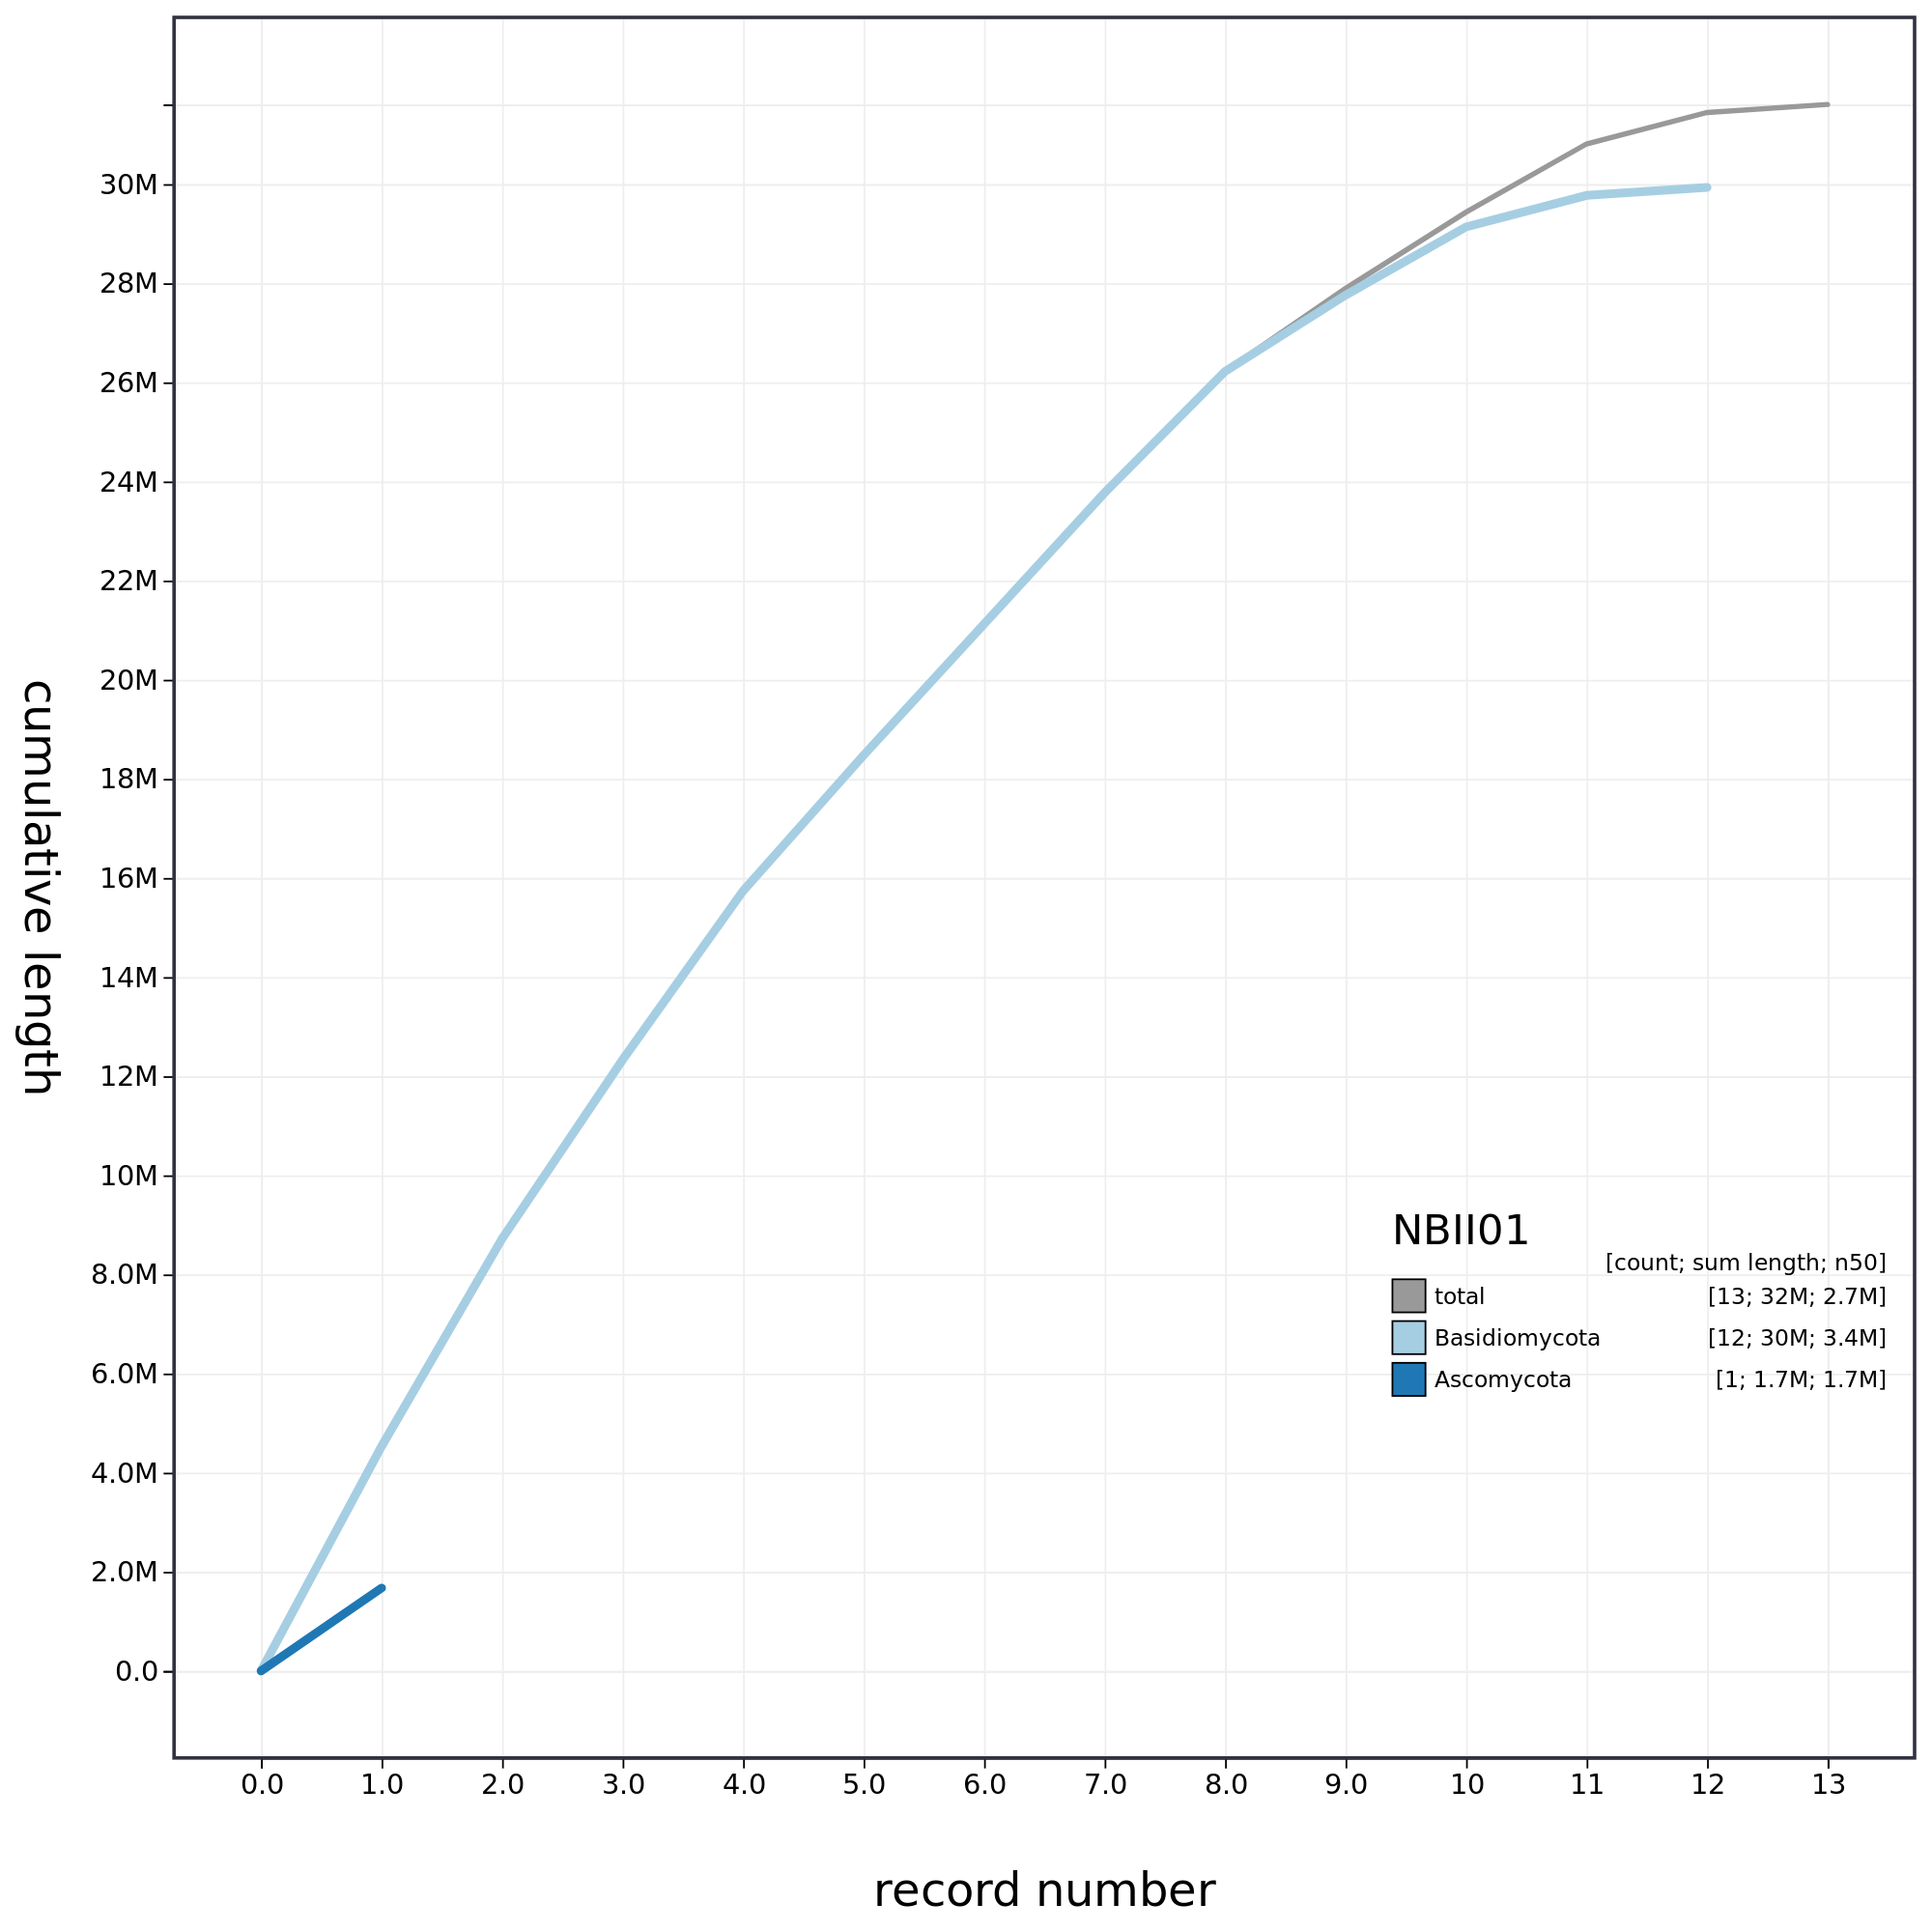 cumulative length
30M
28M
26M
24M
22M
20M
18M
16M
14M
12M
10M
8.0M
6.0M
4.0M
2.0M
0.0
NBII01
[count; sum length; n50]
total [13; 32M; 2.7M]
Basidiomycota [12; 30M; 3.4M]
Ascomycota [1; 1.7M; 1.7M]
0.0 1.0 2.0 3.0 4.0 5.0 6.0 7.0 8.0 9.0 10 11 12 13
record number